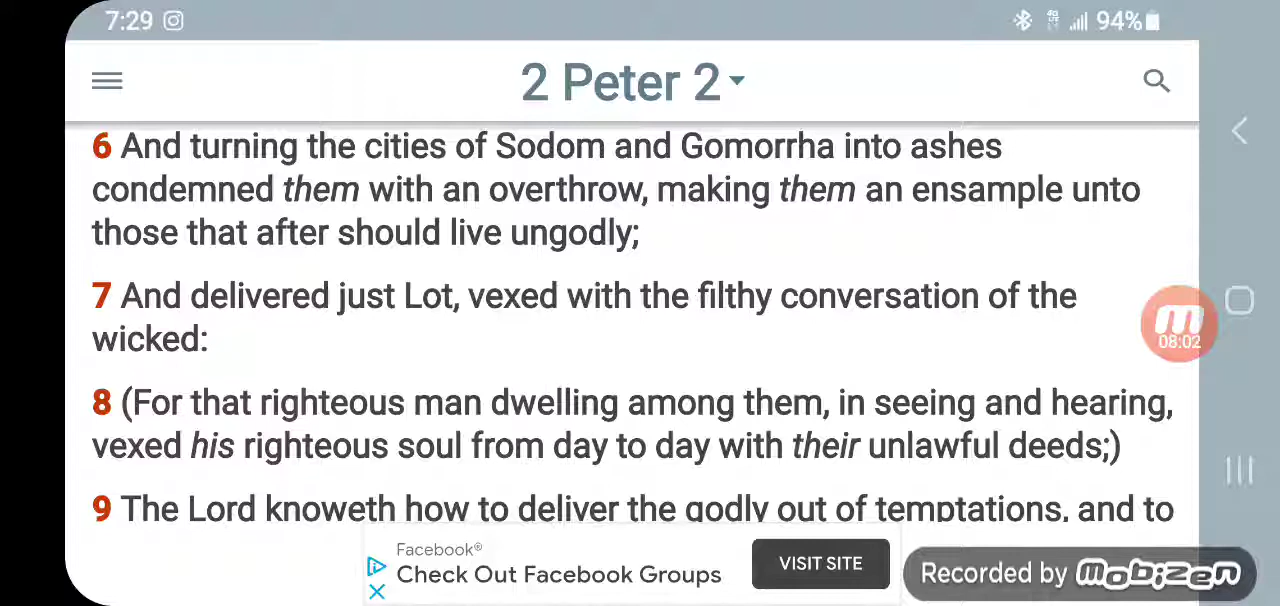 7:29 94%
2 Peter 2
6 And turning the cities of Sodom and Gomorrha into ashes
condemned them with an overthrow, making them an ensample unto
those that after should live ungodly;
7 And delivered just Lot, vexed with the filthy conversation of the
wicked:
8 (For that righteous man dwelling among them, in seeing and hearing,
vexed his righteous soul from day to day with their unlawful deeds;)
9 The Lord knoweth how to deliver the godly out of temptations, and to
m
08:02
Facebook®
Check Out Facebook Groups
VISIT SITE
Recorded by mobizen